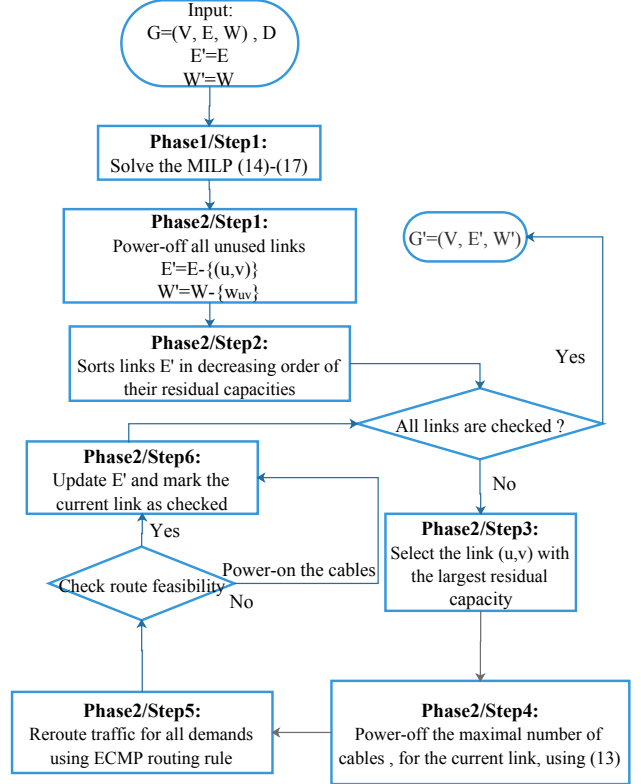 Input:
G=(V, E, W) , D
E'=E
W'=W
Phase1/Step1:
Solve the MILP (14)-(17)
Phase2/Step1:
Power-off all unused links
E'=E-{(u,v)}
W'=W-{wuv}
G'=(V, E', W')
Phase2/Step2:
Sorts links E' in decreasing order of
their residual capacities
Yes
All links are checked ?
Phase2/Step6:
Update E' and mark the
current link as checked
No
Phase2/Step3:
Select the link (u,v) with
the largest residual
capacity
Yes
Check route feasibility
Power-on the cables
No
Phase2/Step5:
Reroute traffic for all demands
using ECMP routing rule
Phase2/Step4:
Power-off the maximal number of
cables , for the current link, using (13)